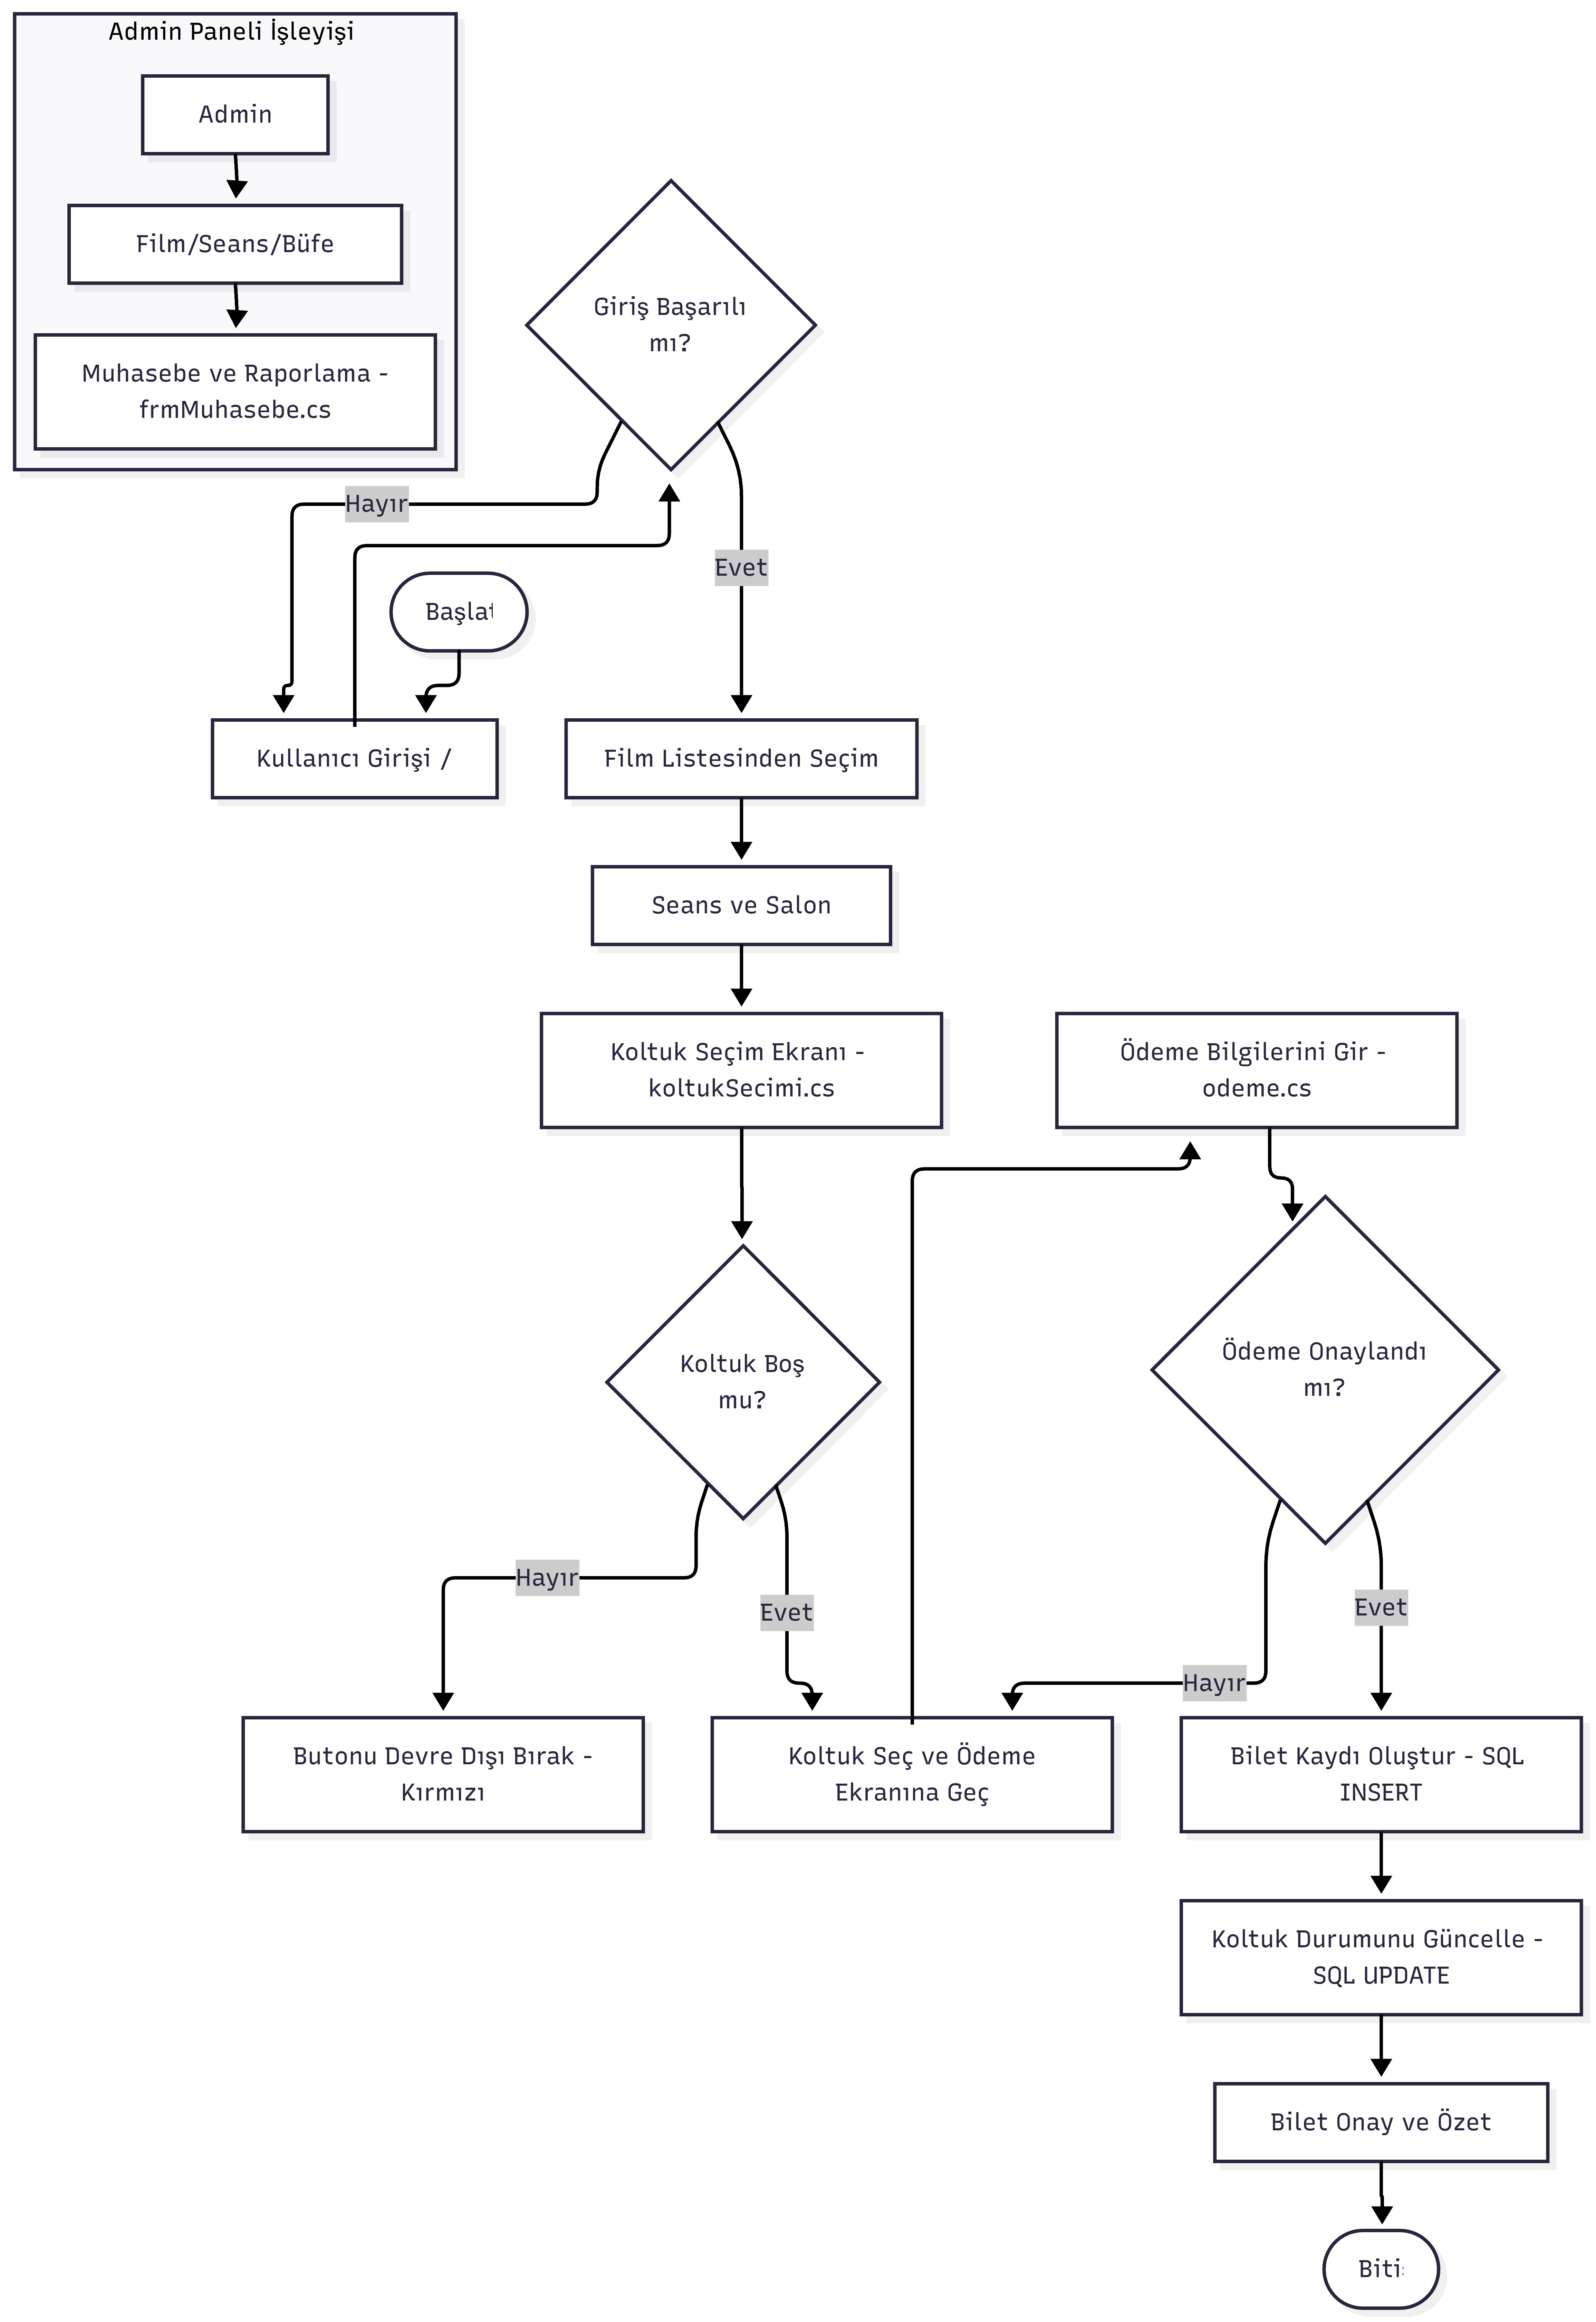 Admin Paneli İşleyişi
Admin
Film/Seans/Büfe
Muhasebe ve Raporlama -
frmMuhasebe.cs
Giriş Başarılı
mı?
Hayır
Evet
Kullanıcı Girişi /
Film Listesinden Seçim
Seans ve Salon
Koltuk Seçim Ekranı -
koltukSecimi.cs
Ödeme Bilgilerini Gir -
odeme.cs
Koltuk Boş
mu?
Ödeme Onaylandı
mı?
Hayır
Evet
Evet
Hayır
Butonu Devre Dışı Bırak -
Kırmızı
Koltuk Seç ve Ödeme
Ekranına Geç
Bilet Kaydı Oluştur - SQL
INSERT
Koltuk Durumunu Güncelle -
SQL UPDATE
Bilet Onay ve Özet